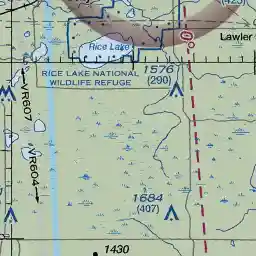 Lawler
Rice Lake
RICE LAKE NATIONAL
WILDLIFE REFUGE
1576
(290)
VR607
VR604
1684
(407)
1430